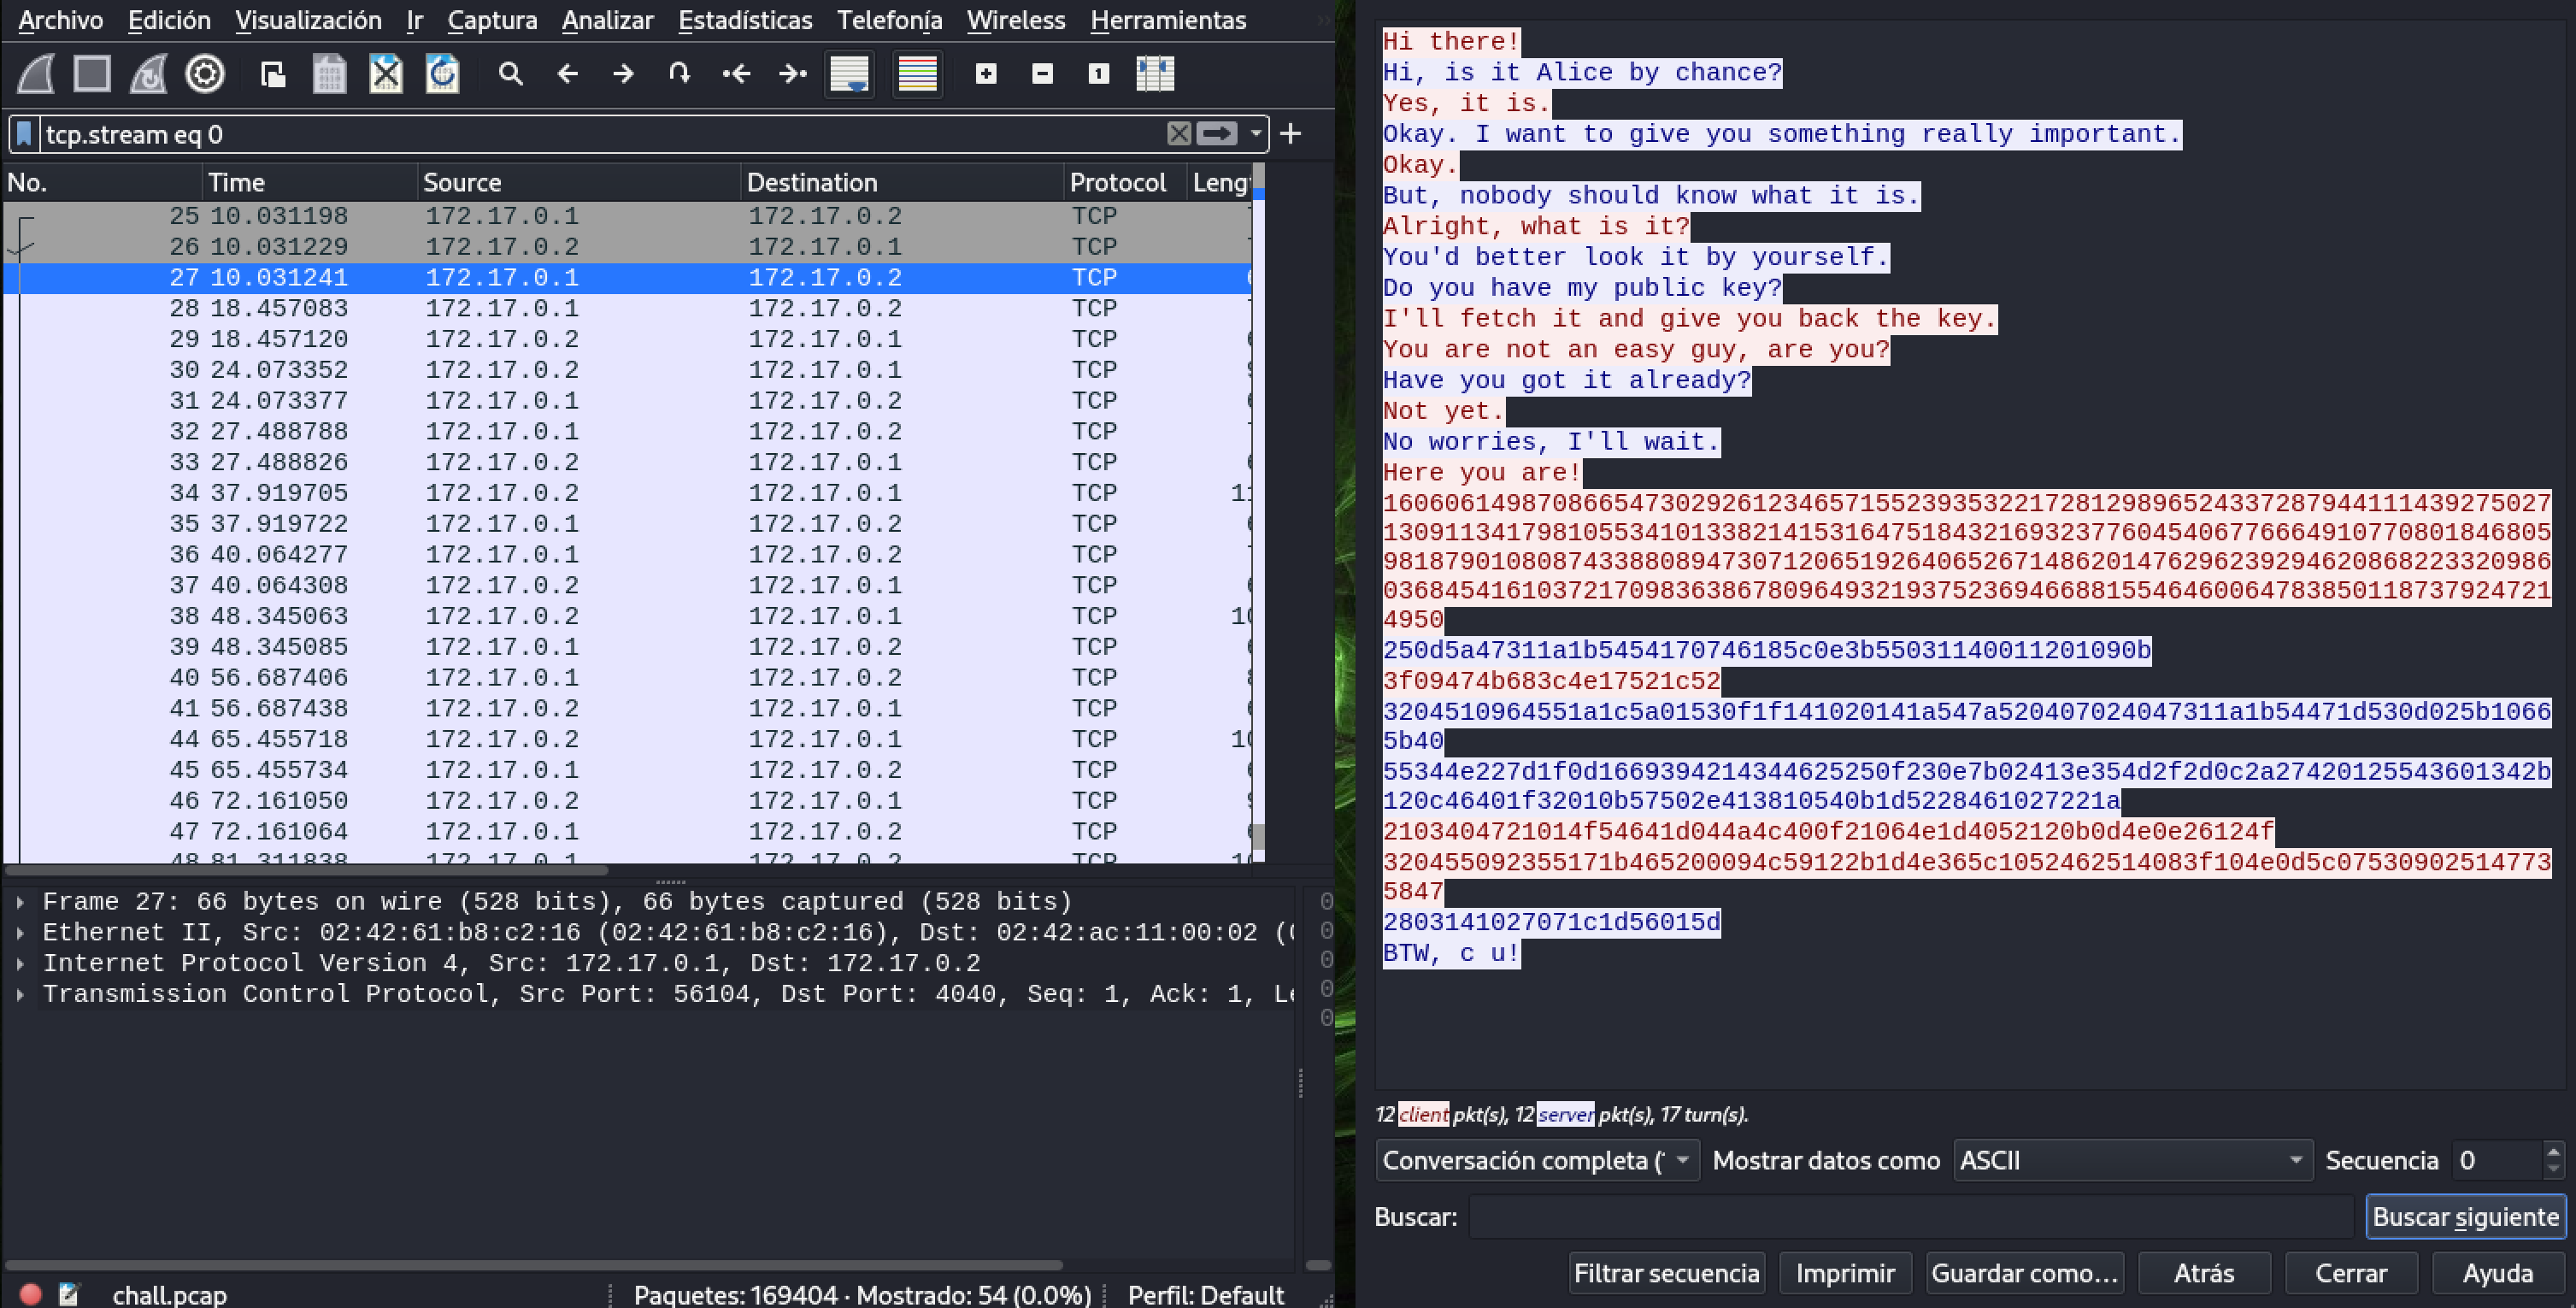 Archivo Edición Visualización Ir Captura Analizar Estadísticas Telefonía Wireless Herramientas »
tcp.stream eq 0
No. Time Source Destination Protocol Lengt
25 10.031198 172.17.0.1 172.17.0.2 TCP
26 10.031229 172.17.0.2 172.17.0.1 TCP
27 10.031241 172.17.0.1 172.17.0.2 TCP
28 18.457083 172.17.0.1 172.17.0.2 TCP
29 18.457120 172.17.0.2 172.17.0.1 TCP
30 24.073352 172.17.0.2 172.17.0.1 TCP
31 24.073377 172.17.0.1 172.17.0.2 TCP
32 27.488788 172.17.0.1 172.17.0.2 TCP
33 27.488826 172.17.0.2 172.17.0.1 TCP
34 37.919705 172.17.0.2 172.17.0.1 TCP
35 37.919722 172.17.0.1 172.17.0.2 TCP
36 40.064277 172.17.0.1 172.17.0.2 TCP
37 40.064308 172.17.0.2 172.17.0.1 TCP
38 48.345063 172.17.0.2 172.17.0.1 TCP
39 48.345085 172.17.0.1 172.17.0.2 TCP
40 56.687406 172.17.0.1 172.17.0.2 TCP
41 56.687438 172.17.0.2 172.17.0.1 TCP
44 65.455718 172.17.0.2 172.17.0.1 TCP
45 65.455734 172.17.0.1 172.17.0.2 TCP
46 72.161050 172.17.0.2 172.17.0.1 TCP
47 72.161064 172.17.0.1 172.17.0.2 TCP
48 81.311838 172.17.0.1 172.17.0.2 TCP
Frame 27: 66 bytes on wire (528 bits), 66 bytes captured (528 bits)
Ethernet II, Src: 02:42:61:b8:c2:16 (02:42:61:b8:c2:16), Dst: 02:42:ac:11:00:02 (
Internet Protocol Version 4, Src: 172.17.0.1, Dst: 172.17.0.2
Transmission Control Protocol, Src Port: 56104, Dst Port: 4040, Seq: 1, Ack: 1, Le
0
0
0
0
0
chall.pcap Paquetes: 169404 · Mostrado: 54 (0.0%) Perfil: Default
Hi there!
Hi, is it Alice by chance?
Yes, it is.
Okay. I want to give you something really important.
Okay.
But, nobody should know what it is.
Alright, what is it?
You'd better look it by yourself.
Do you have my public key?
I'll fetch it and give you back the key.
You are not an easy guy, are you?
Have you got it already?
Not yet.
No worries, I'll wait.
Here you are!
1606061498708665473029261234657155239353221728129896524337287944111439275027
1309113417981055341013382141531647518432169323776045406776664910770801846805
9818790108087433880894730712065192640652671486201476296239294620868223320986
0368454161037217098363867809649321937523694668815546460064783850118737924721
4950
250d5a47311a1b5454170746185c0e3b55031140011201090b
3f09474b683c4e17521c52
3204510964551a1c5a01530f1f141020141a547a520407024047311a1b54471d530d025b1066
5b40
55344e227d1f0d1669394214344625250f230e7b02413e354d2f2d0c2a27420125543601342b
120c46401f32010b57502e413810540b1d5228461027221a
2103404721014f54641d044a4c400f21064e1d4052120b0d4e0e26124f
320455092355171b465200094c59122b1d4e365c1052462514083f104e0d5c07530902514773
5847
2803141027071c1d56015d
BTW, c u!
12 client pkt(s), 12 server pkt(s), 17 turn(s).
Conversación completa ( Mostrar datos como ASCII Secuencia 0
Buscar: Buscar siguiente
Filtrar secuencia Imprimir Guardar como... Atrás Cerrar Ayuda